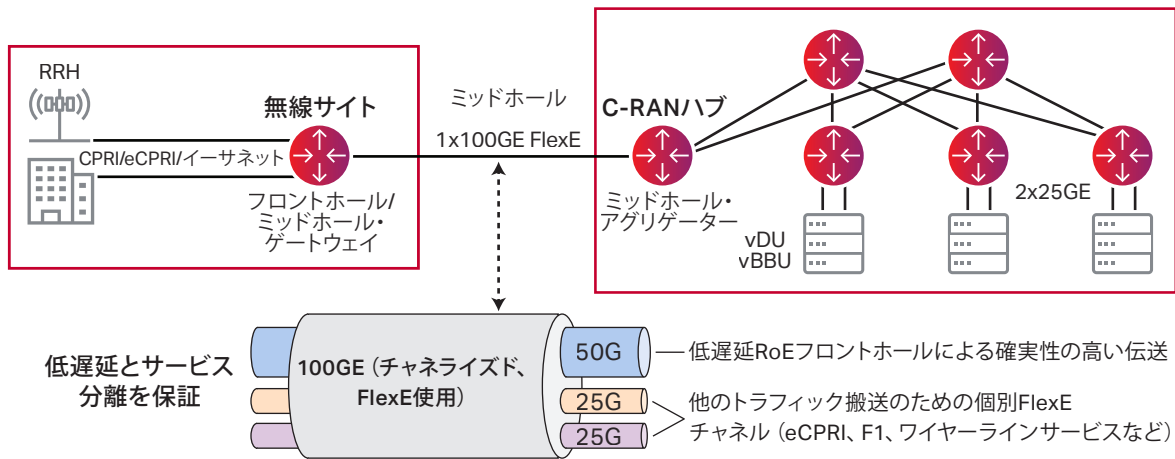 RRH
無線サイト
CPRI/eCPRI/イーサネット
フロントホール/
ミッドホール・
ゲートウェイ
ミッドホール
1x100GE FlexE
C-RANハブ
ミッドホール・
アグリゲーター
2x25GE
vDU
vBBU
低遅延とサービス
分離を保証
100GE（チャネライズド、
FlexE使用）
50G
25G
25G
低遅延RoEフロントホールによる確実性の高い伝送
他のトラフィック搬送のための個別FlexE
チャネル（eCPRI、F1、ワイヤーラインサービスなど）